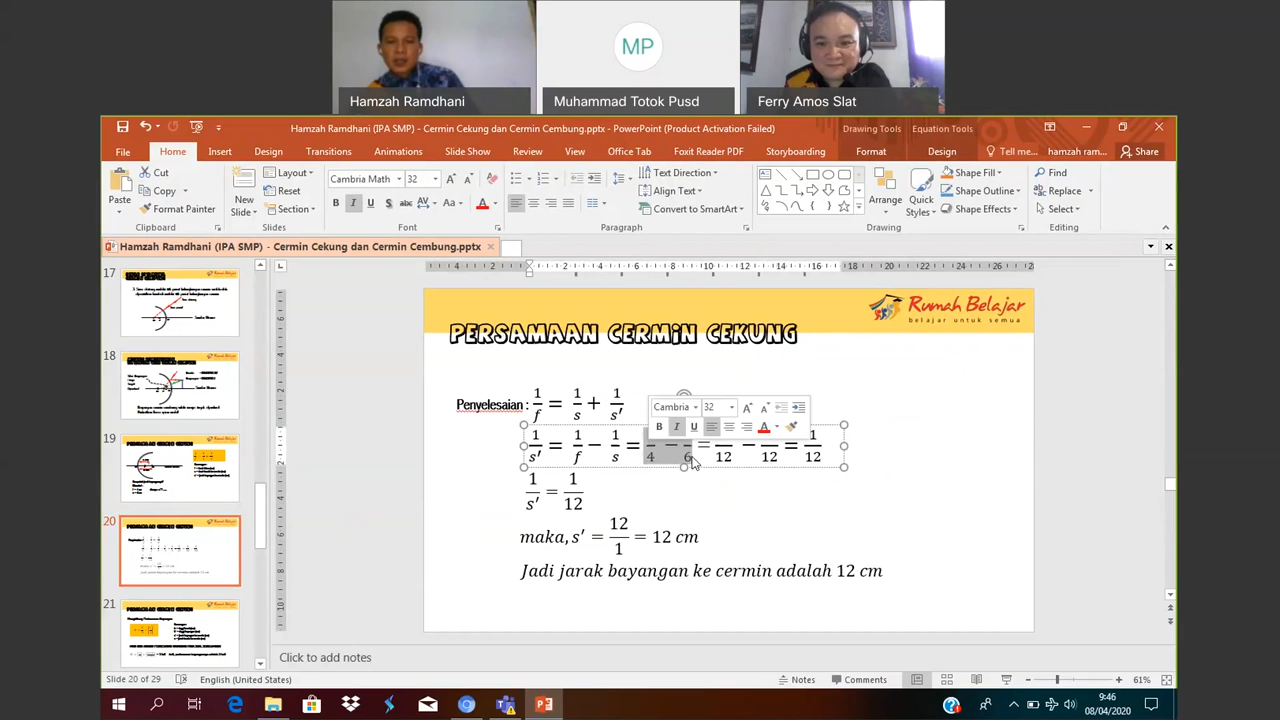 MP
Hamzah Ramdhani
Muhammad Totok Pusd
Ferry Amos Slat
Hamzah Ramdhani (IPA SMP) - Cermin Cekung dan Cermin Cembung.pptx - PowerPoint (Product Activation Failed)
Drawing Tools
Equation Tools
File Home Insert Design Transitions Animations Slide Show Review View Office Tab Foxit Reader PDF Storyboarding Format Design Tell me... hamzah ram... Share
Paste
Cut
Copy
Format Painter
Clipboard
New Slide
Layout
Reset
Section
Slides
Cambria Math 32
Font
Text Direction
Align Text
Convert to SmartArt
Paragraph
Arrange
Quick Styles
Shape Fill
Shape Outline
Shape Effects
Drawing
Find
Replace
Select
Editing
Hamzah Ramdhani (IPA SMP) - Cermin Cekung dan Cermin Cembung.pptx
17
18
19
20
21
Rumah Belajar
belajar untuk semua
PERSAMAAN CERMIN CEKUNG
Penyelesaian : 1/f = 1/s + 1/s′
Cambria 32
1/s′ = 1/f − 1/s = 4 − 6 = 12 − 12 = 1/12
1/s′ = 1/12
maka, s′ = 12/1 = 12 cm
Jadi jarak bayangan ke cermin adalah 12 cm
Click to add notes
Slide 20 of 29 English (United States) Notes Comments 61%
9:46
08/04/2020